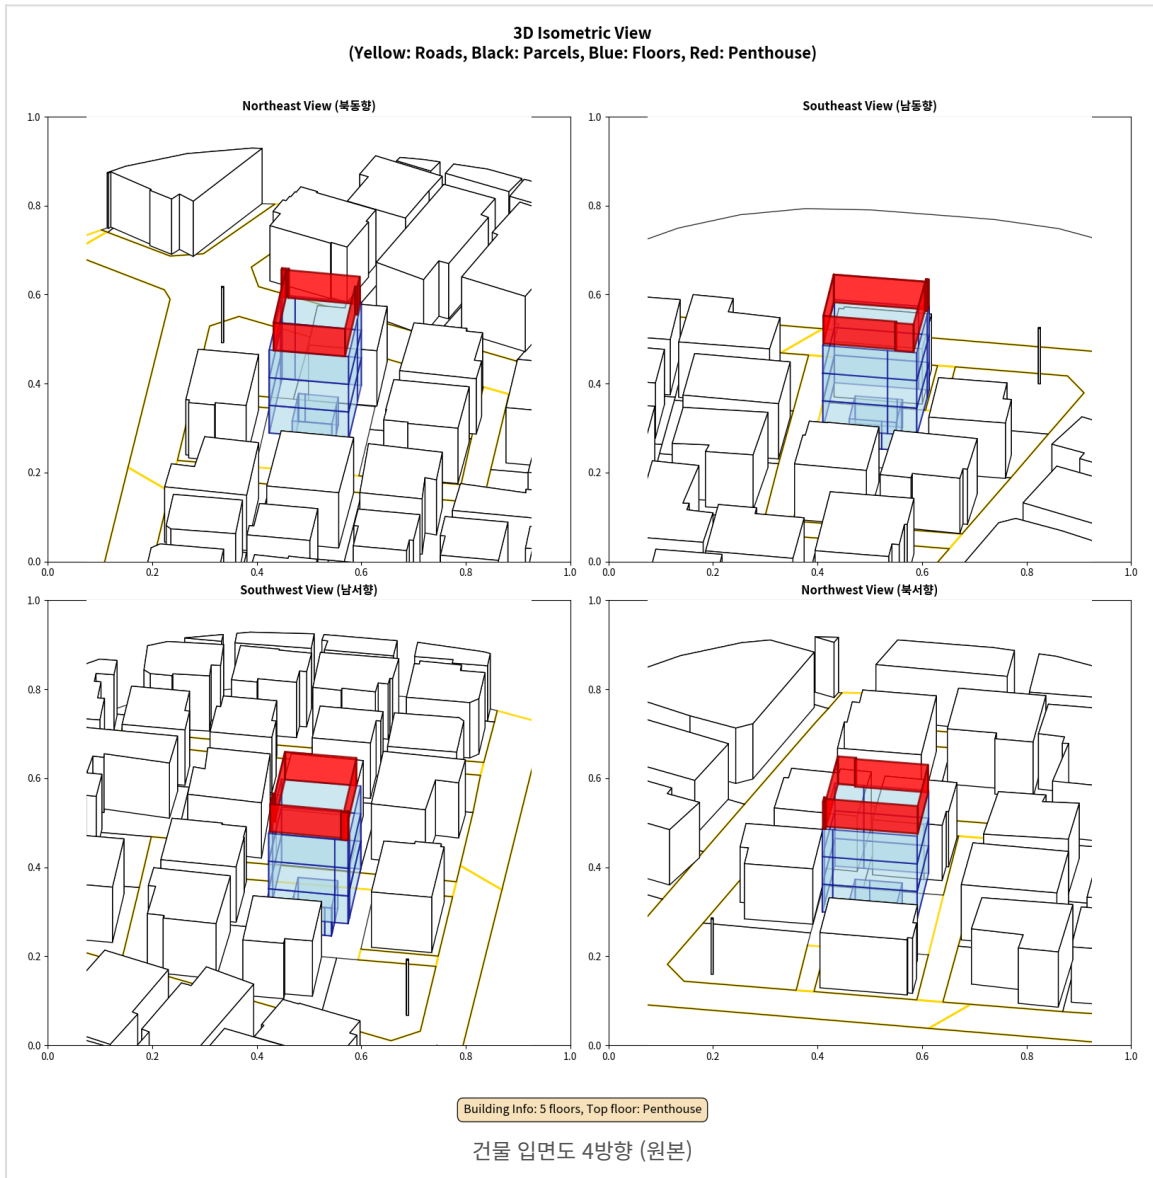 3D Isometric View
(Yellow: Roads, Black: Parcels, Blue: Floors, Red: Penthouse)
Northeast View (북동향)
1.0
0.8
0.6
0.4
0.2
0.0
0.0 0.2 0.4 0.6 0.8 1.0
Southeast View (남동향)
1.0
0.8
0.6
0.4
0.2
0.0
0.0 0.2 0.4 0.6 0.8 1.0
Southwest View (남서향)
1.0
0.8
0.6
0.4
0.2
0.0
0.0 0.2 0.4 0.6 0.8 1.0
Northwest View (북서향)
1.0
0.8
0.6
0.4
0.2
0.0
0.0 0.2 0.4 0.6 0.8 1.0
Building Info: 5 floors, Top floor: Penthouse
건물 입면도 4방향 (원본)